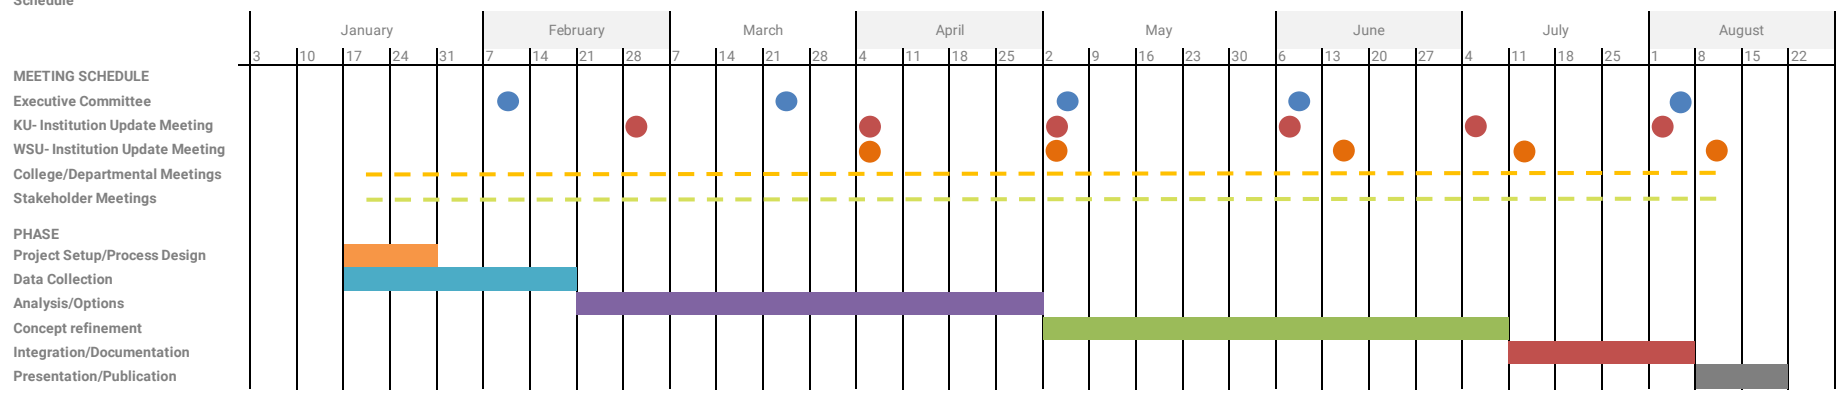 Schedule
January February March April May June July August
3 10 17 24 31 7 14 21 28 7 14 21 28 4 11 18 25 2 9 16 23 30 6 13 20 27 4 11 18 25 1 8 15 22
MEETING SCHEDULE
Executive Committee
KU- Institution Update Meeting
WSU- Institution Update Meeting
College/Departmental Meetings
Stakeholder Meetings
PHASE
Project Setup/Process Design
Data Collection
Analysis/Options
Concept refinement
Integration/Documentation
Presentation/Publication